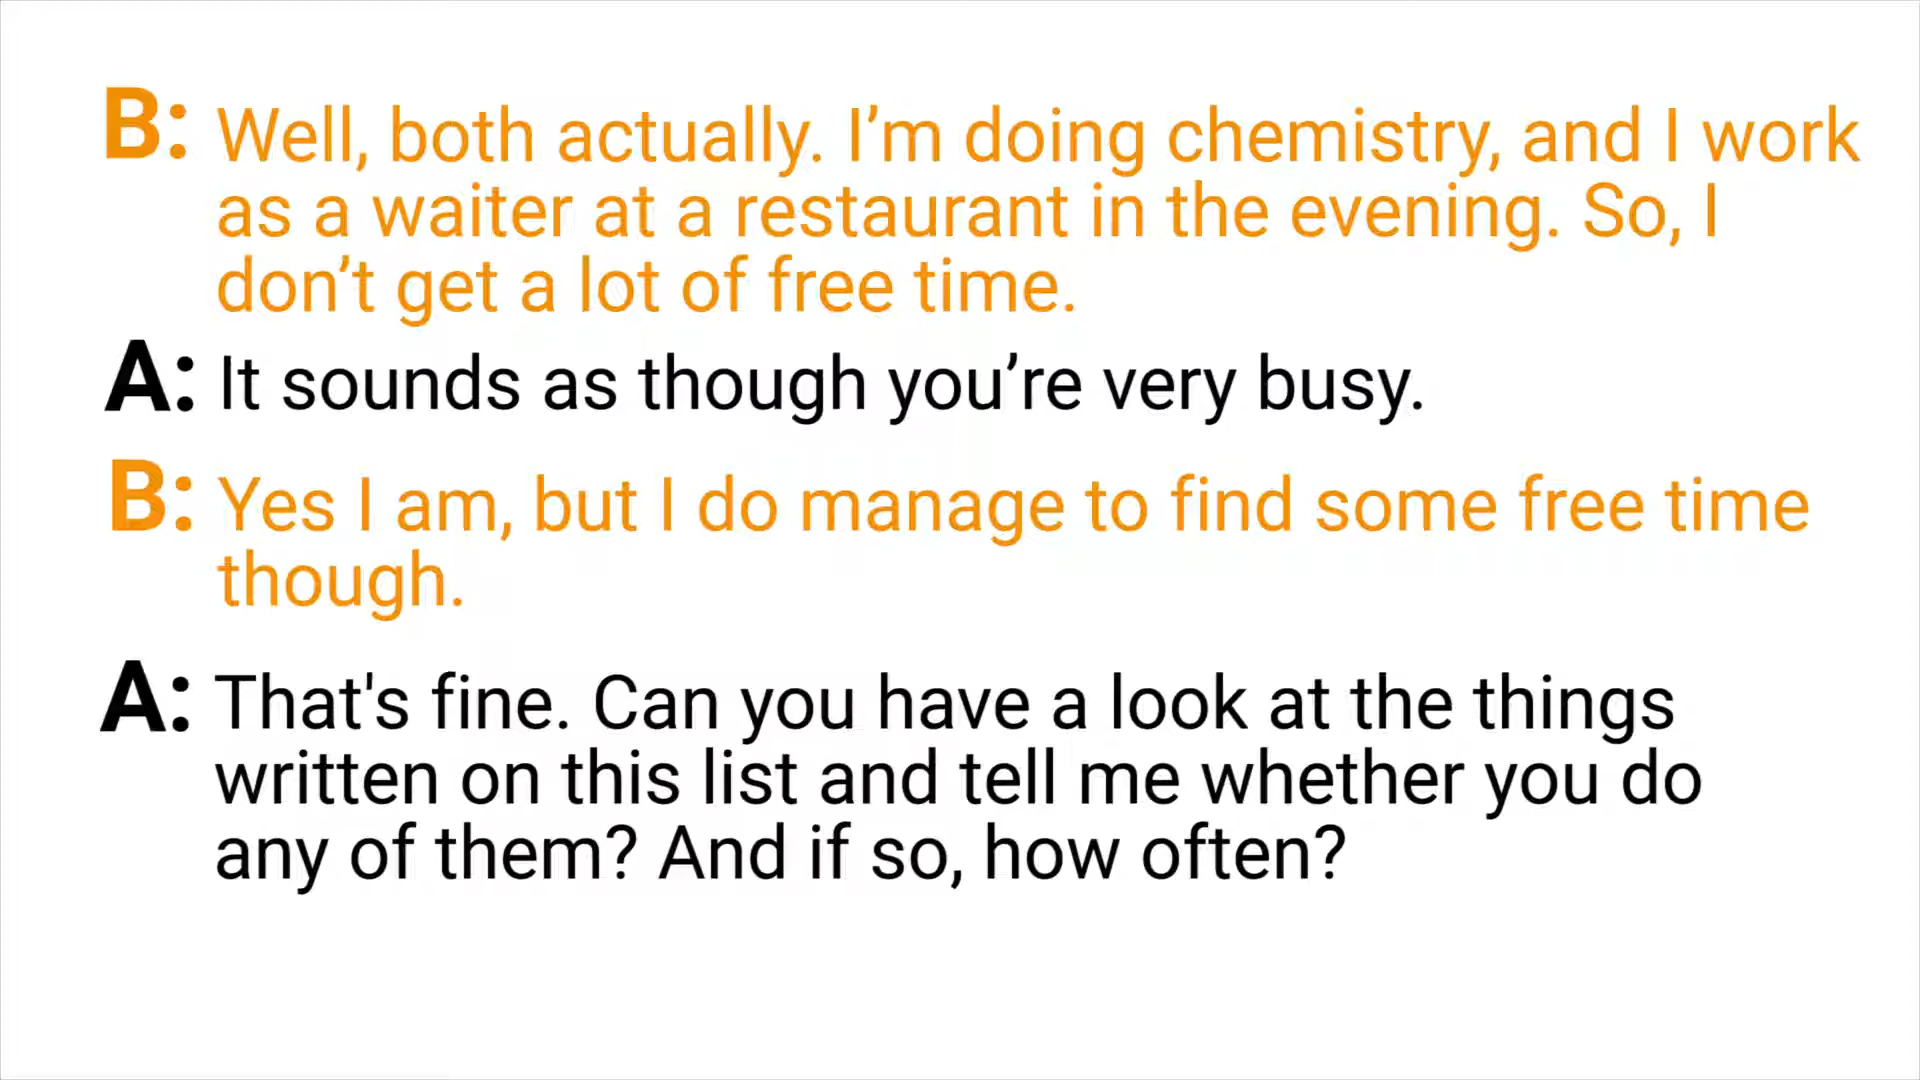 B: Well, both actually. I’m doing chemistry, and I work
as a waiter at a restaurant in the evening. So, I
don’t get a lot of free time.
A: It sounds as though you’re very busy.
B: Yes I am, but I do manage to find some free time
though.
A: That's fine. Can you have a look at the things
written on this list and tell me whether you do
any of them? And if so, how often?